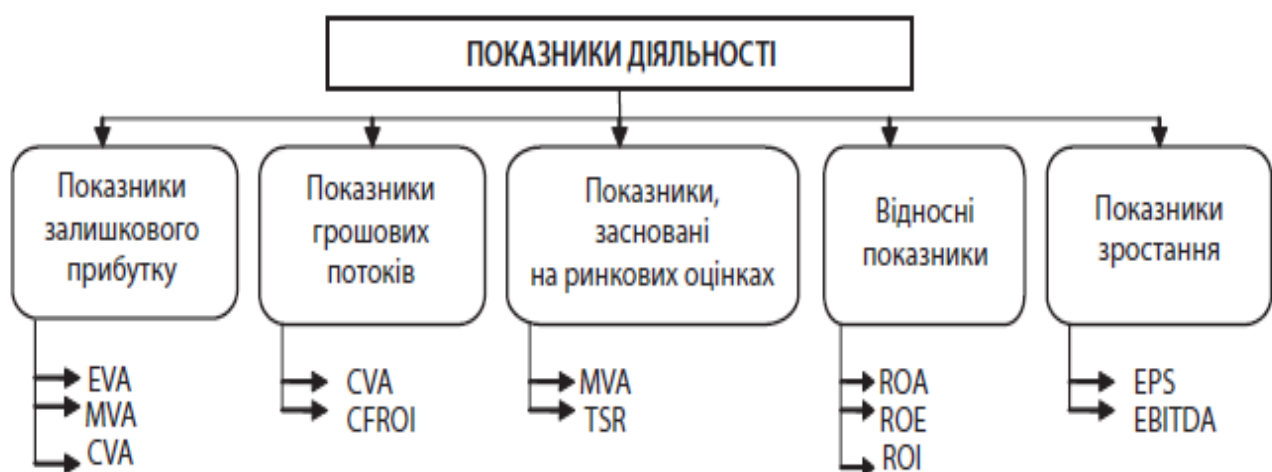 ПОКАЗНИКИ ДІЯЛЬНОСТІ
Показники
залишкового
прибутку
Показники
грошових
потоків
Показники,
засновані
на ринкових оцінках
Відносні
показники
Показники
зростання
EVA
MVA
CVA
CVA
CFROI
MVA
TSR
ROA
ROE
ROI
EPS
EBITDA